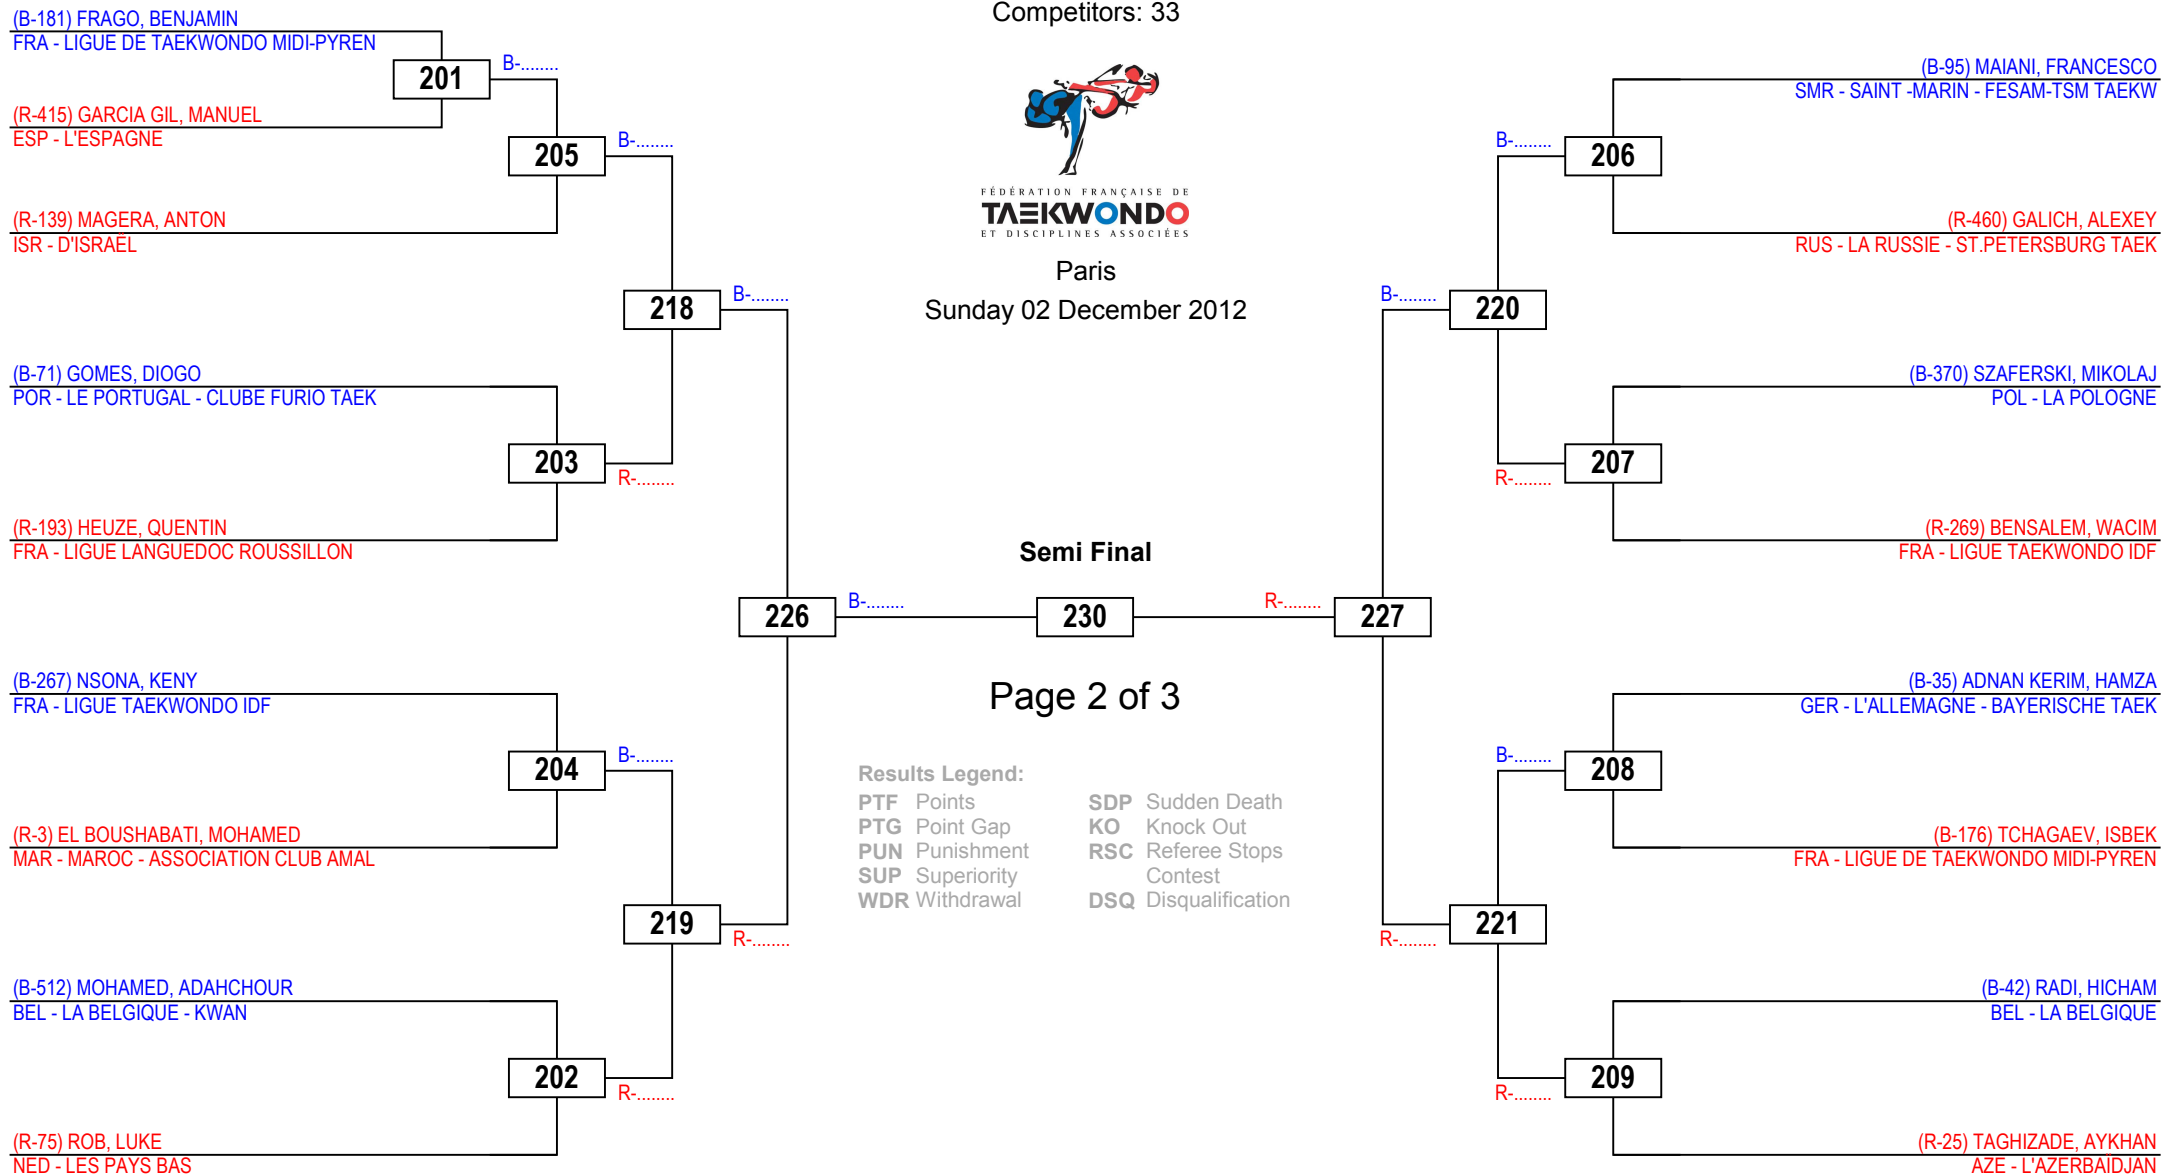 Competitors: 33
FÉDÉRATION FRANÇAISE DE
TAEKWONDO
ET DISCIPLINES ASSOCIÉES
Paris
Sunday 02 December 2012
(B-181) FRAGO, BENJAMIN
FRA - LIGUE DE TAEKWONDO MIDI-PYREN
201
B-........
(R-415) GARCIA GIL, MANUEL
ESP - L'ESPAGNE
205
B-........
(R-139) MAGERA, ANTON
ISR - D'ISRAËL
218
B-........
(B-71) GOMES, DIOGO
POR - LE PORTUGAL - CLUBE FURIO TAEK
203
R-........
(R-193) HEUZE, QUENTIN
FRA - LIGUE LANGUEDOC ROUSSILLON
226
B-........
(B-267) NSONA, KENY
FRA - LIGUE TAEKWONDO IDF
204
B-........
(R-3) EL BOUSHABATI, MOHAMED
MAR - MAROC - ASSOCIATION CLUB AMAL
219
R-........
(B-512) MOHAMED, ADAHCHOUR
BEL - LA BELGIQUE - KWAN
202
R-........
(R-75) ROB, LUKE
NED - LES PAYS BAS
Semi Final
230
Page 2 of 3
Results Legend:
PTF Points
PTG Point Gap
PUN Punishment
SUP Superiority
WDR Withdrawal
SDP Sudden Death
KO Knock Out
RSC Referee Stops
Contest
DSQ Disqualification
(B-95) MAIANI, FRANCESCO
SMR - SAINT -MARIN - FESAM-TSM TAEKW
B-........
206
(R-460) GALICH, ALEXEY
RUS - LA RUSSIE - ST.PETERSBURG TAEK
B-........
220
(B-370) SZAFERSKI, MIKOLAJ
POL - LA POLOGNE
R-........
207
(R-269) BENSALEM, WACIM
FRA - LIGUE TAEKWONDO IDF
R-........
227
(B-35) ADNAN KERIM, HAMZA
GER - L'ALLEMAGNE - BAYERISCHE TAEK
B-........
208
(B-176) TCHAGAEV, ISBEK
FRA - LIGUE DE TAEKWONDO MIDI-PYREN
R-........
221
(B-42) RADI, HICHAM
BEL - LA BELGIQUE
R-........
209
(R-25) TAGHIZADE, AYKHAN
AZE - L'AZERBAÏDJAN